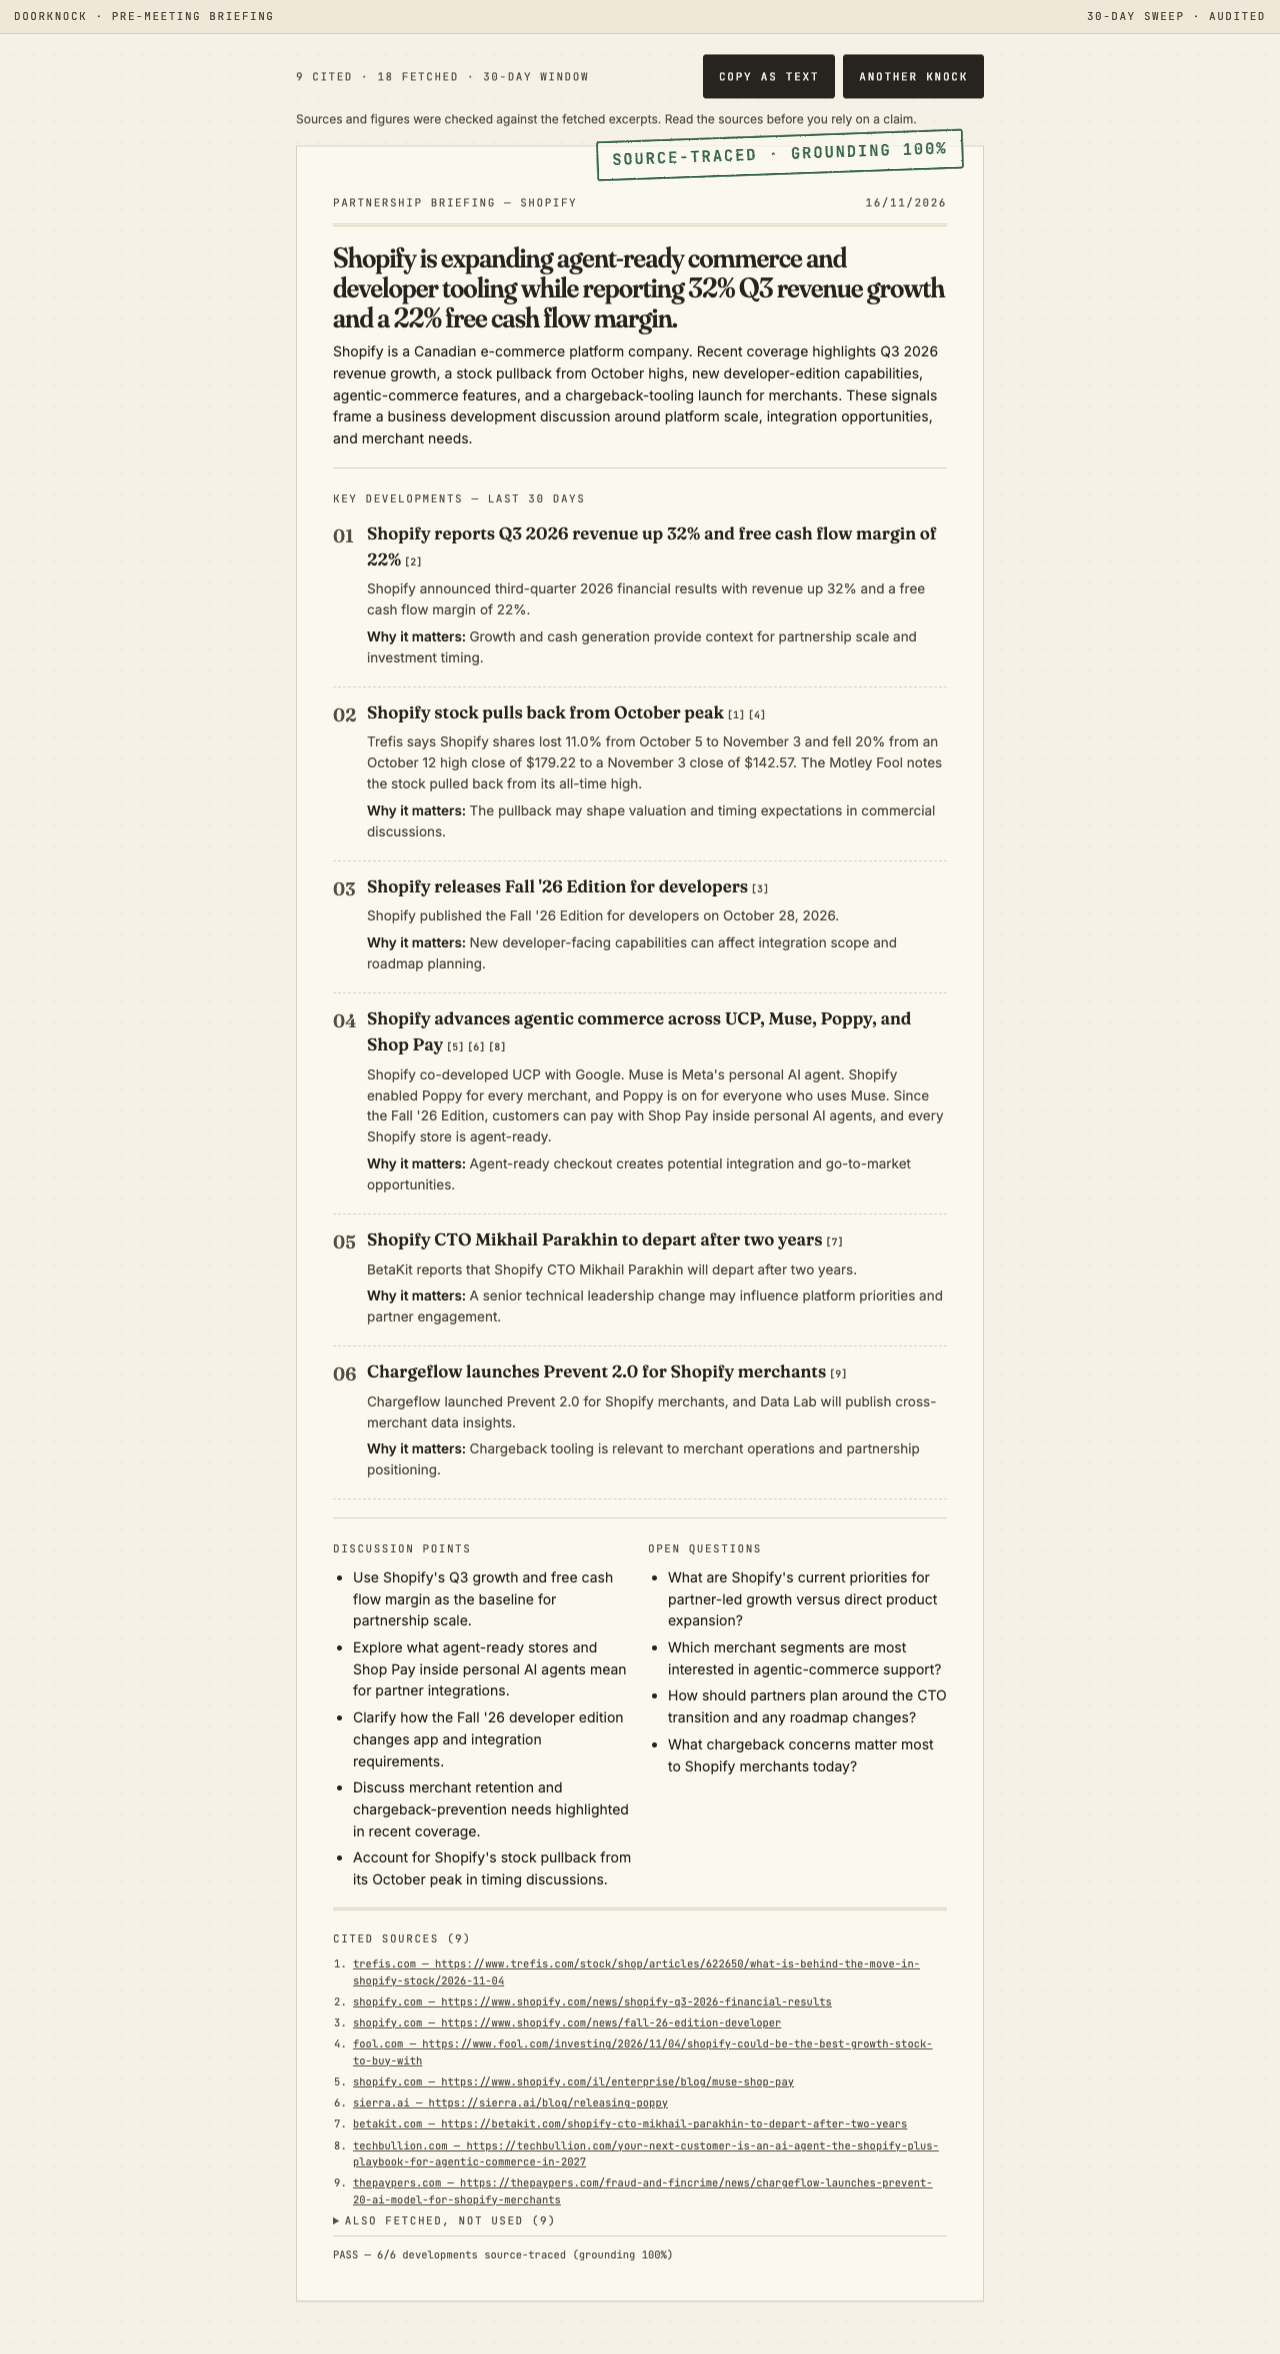 DOORKNOCK · PRE-MEETING BRIEFING
30-DAY SWEEP · AUDITED
9 CITED · 18 FETCHED · 30-DAY WINDOW
COPY AS TEXT
ANOTHER KNOCK
Sources and figures were checked against the fetched excerpts. Read the sources before you rely on a claim.
SOURCE-TRACED · GROUNDING 100%
PARTNERSHIP BRIEFING — SHOPIFY
16/11/2026
Shopify is expanding agent-ready commerce and
developer tooling while reporting 32% Q3 revenue growth
and a 22% free cash flow margin.
Shopify is a Canadian e-commerce platform company. Recent coverage highlights Q3 2026
revenue growth, a stock pullback from October highs, new developer-edition capabilities,
agentic-commerce features, and a chargeback-tooling launch for merchants. These signals
frame a business development discussion around platform scale, integration opportunities,
and merchant needs.
KEY DEVELOPMENTS — LAST 30 DAYS
01 Shopify reports Q3 2026 revenue up 32% and free cash flow margin of
22% [2]
Shopify announced third-quarter 2026 financial results with revenue up 32% and a free
cash flow margin of 22%.
Why it matters: Growth and cash generation provide context for partnership scale and
investment timing.
02 Shopify stock pulls back from October peak [1] [4]
Trefis says Shopify shares lost 11.0% from October 5 to November 3 and fell 20% from an
October 12 high close of $179.22 to a November 3 close of $142.57. The Motley Fool notes
the stock pulled back from its all-time high.
Why it matters: The pullback may shape valuation and timing expectations in commercial
discussions.
03 Shopify releases Fall '26 Edition for developers [3]
Shopify published the Fall '26 Edition for developers on October 28, 2026.
Why it matters: New developer-facing capabilities can affect integration scope and
roadmap planning.
04 Shopify advances agentic commerce across UCP, Muse, Poppy, and
Shop Pay [5] [6] [8]
Shopify co-developed UCP with Google. Muse is Meta's personal AI agent. Shopify
enabled Poppy for every merchant, and Poppy is on for everyone who uses Muse. Since
the Fall '26 Edition, customers can pay with Shop Pay inside personal AI agents, and every
Shopify store is agent-ready.
Why it matters: Agent-ready checkout creates potential integration and go-to-market
opportunities.
05 Shopify CTO Mikhail Parakhin to depart after two years [7]
BetaKit reports that Shopify CTO Mikhail Parakhin will depart after two years.
Why it matters: A senior technical leadership change may influence platform priorities and
partner engagement.
06 Chargeflow launches Prevent 2.0 for Shopify merchants [9]
Chargeflow launched Prevent 2.0 for Shopify merchants, and Data Lab will publish cross-
merchant data insights.
Why it matters: Chargeback tooling is relevant to merchant operations and partnership
positioning.
DISCUSSION POINTS
• Use Shopify's Q3 growth and free cash
flow margin as the baseline for
partnership scale.
• Explore what agent-ready stores and
Shop Pay inside personal AI agents mean
for partner integrations.
• Clarify how the Fall '26 developer edition
changes app and integration
requirements.
• Discuss merchant retention and
chargeback-prevention needs highlighted
in recent coverage.
• Account for Shopify's stock pullback from
its October peak in timing discussions.
OPEN QUESTIONS
• What are Shopify's current priorities for
partner-led growth versus direct product
expansion?
• Which merchant segments are most
interested in agentic-commerce support?
• How should partners plan around the CTO
transition and any roadmap changes?
• What chargeback concerns matter most
to Shopify merchants today?
CITED SOURCES (9)
1. trefis.com — https://www.trefis.com/stock/shop/articles/622650/what-is-behind-the-move-in-
shopify-stock/2026-11-04
2. shopify.com — https://www.shopify.com/news/shopify-q3-2026-financial-results
3. shopify.com — https://www.shopify.com/news/fall-26-edition-developer
4. fool.com — https://www.fool.com/investing/2026/11/04/shopify-could-be-the-best-growth-stock-
to-buy-with
5. shopify.com — https://www.shopify.com/il/enterprise/blog/muse-shop-pay
6. sierra.ai — https://sierra.ai/blog/releasing-poppy
7. betakit.com — https://betakit.com/shopify-cto-mikhail-parakhin-to-depart-after-two-years
8. techbullion.com — https://techbullion.com/your-next-customer-is-an-ai-agent-the-shopify-plus-
playbook-for-agentic-commerce-in-2027
9. thepaypers.com — https://thepaypers.com/fraud-and-fincrime/news/chargeflow-launches-prevent-
20-ai-model-for-shopify-merchants
▶ ALSO FETCHED, NOT USED (9)
PASS — 6/6 developments source-traced (grounding 100%)